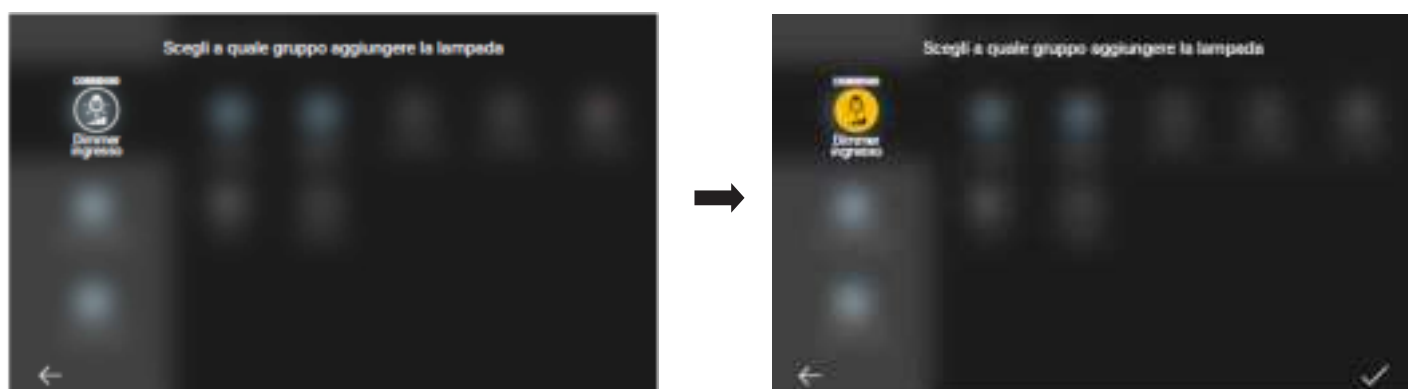 Scegli a quale gruppo aggiungere la lampada
Dimmer
ingresso
Scegli a quale gruppo aggiungere la lampada
Dimmer
ingresso